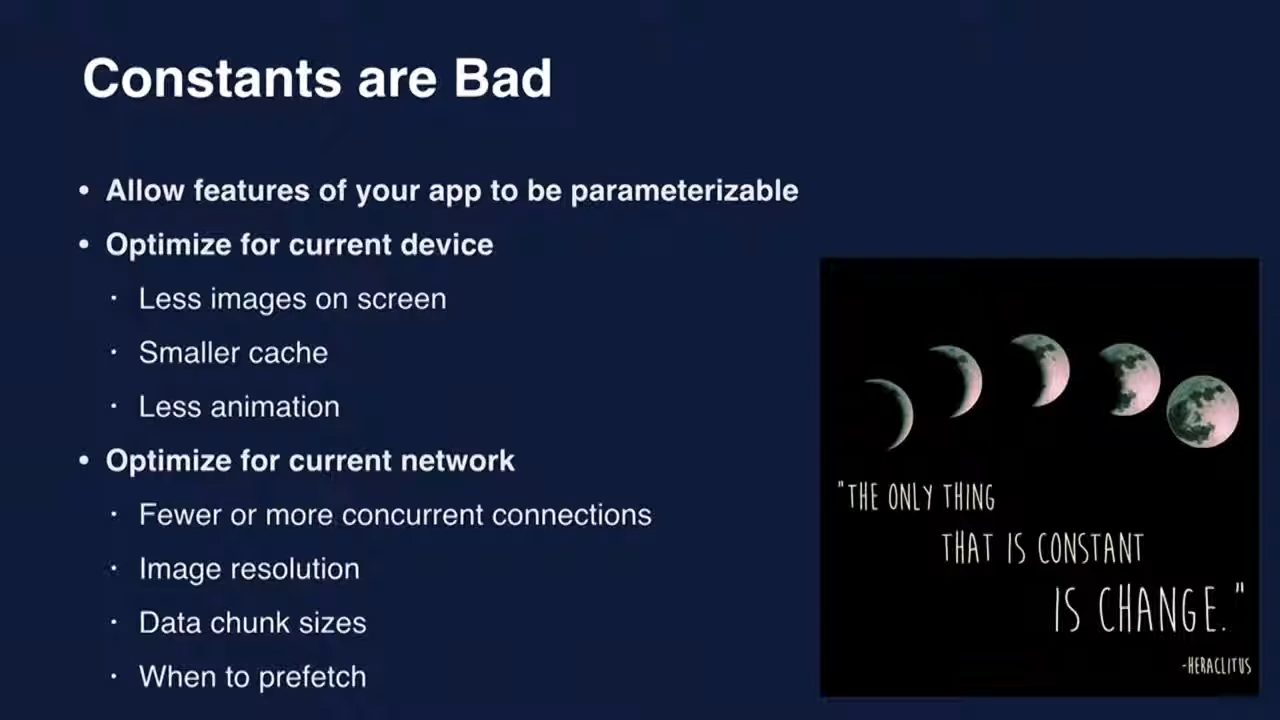 Constants are Bad
• Allow features of your app to be parameterizable
• Optimize for current device
· Less images on screen
· Smaller cache
· Less animation
• Optimize for current network
· Fewer or more concurrent connections
· Image resolution
· Data chunk sizes
· When to prefetch
"THE ONLY THING
THAT IS CONSTANT
IS CHANGE."
-HERACLITUS